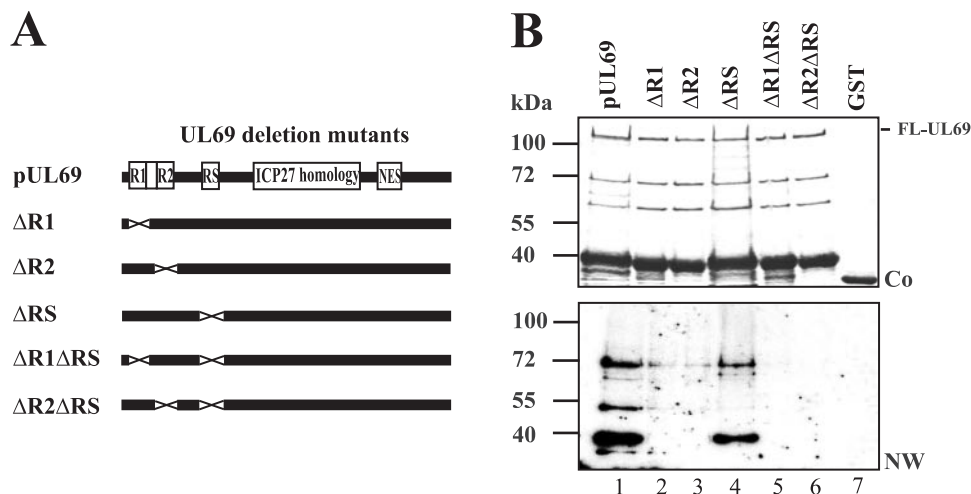 A
UL69 deletion mutants
pUL69
R1
R2
RS
ICP27 homology
NES
ΔR1
ΔR2
ΔRS
ΔR1ΔRS
ΔR2ΔRS
B
kDa
pUL69
ΔR1
ΔR2
ΔRS
ΔR1ΔRS
ΔR2ΔRS
GST
FL-UL69
100
72
55
40
Co
100
72
55
40
NW
1 2 3 4 5 6 7